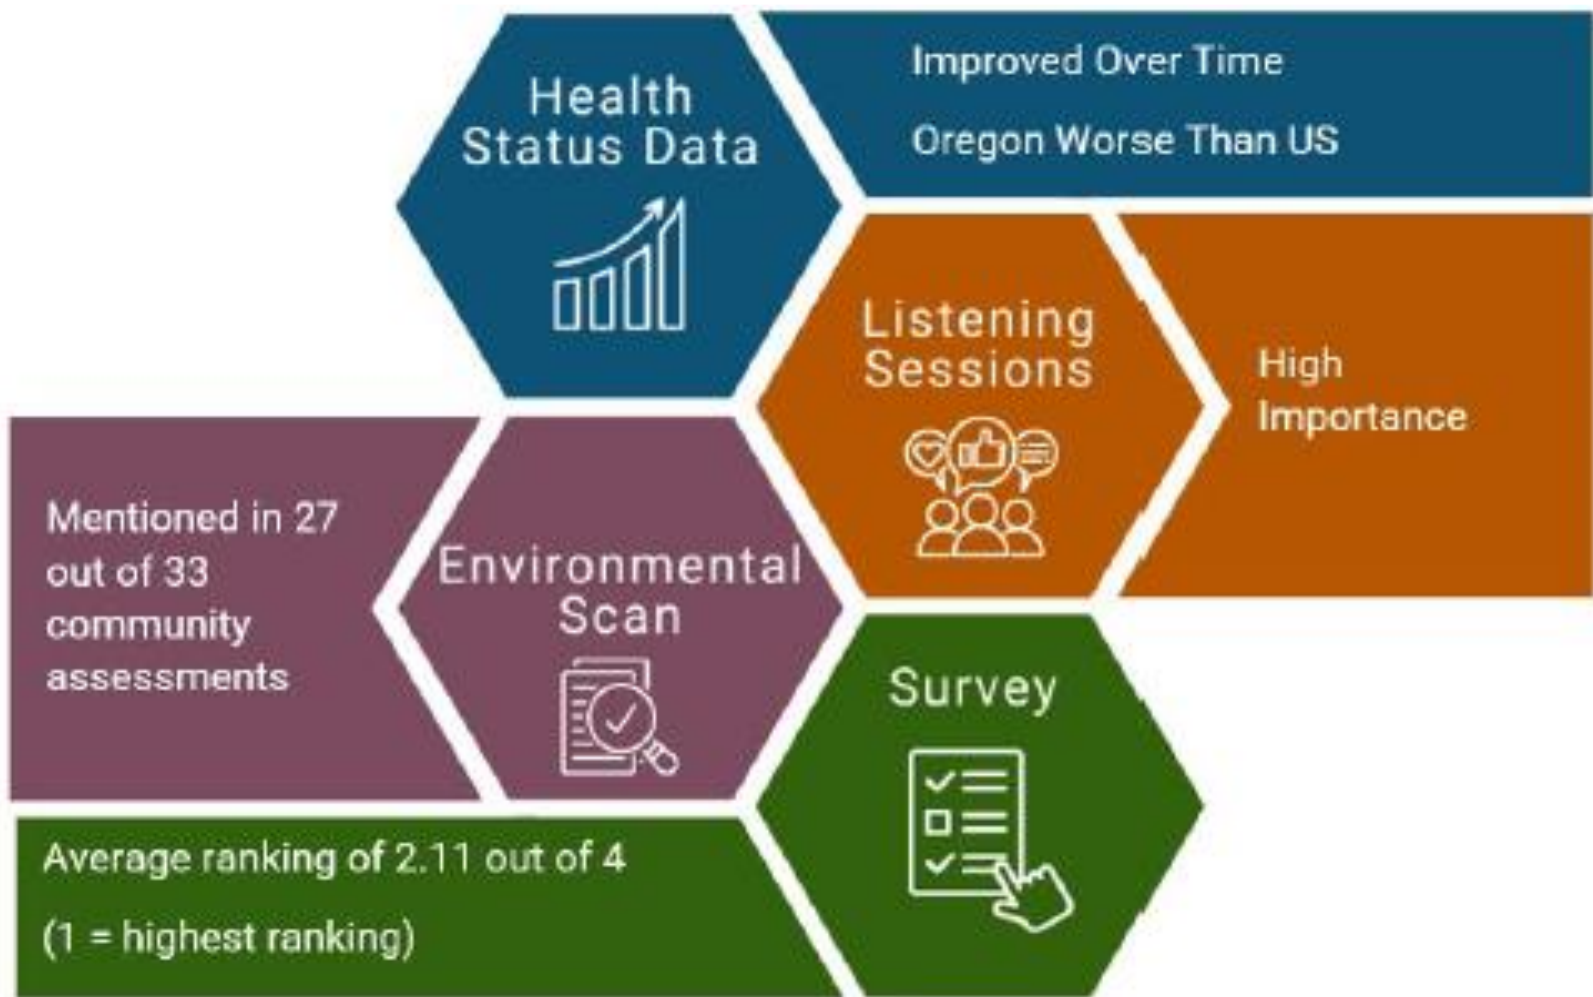 Health
Status Data
Improved Over Time
Oregon Worse Than US
Listening
Sessions
High
Importance
Mentioned in 27
out of 33
community
assessments
Environmental
Scan
Survey
Average ranking of 2.11 out of 4
(1 = highest ranking)